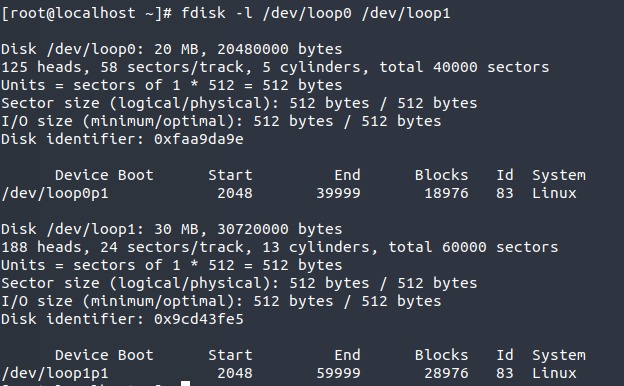 [root@localhost ~]# fdisk -l /dev/loop0 /dev/loop1
Disk /dev/loop0: 20 MB, 20480000 bytes
125 heads, 58 sectors/track, 5 cylinders, total 40000 sectors
Units = sectors of 1 * 512 = 512 bytes
Sector size (logical/physical): 512 bytes / 512 bytes
I/O size (minimum/optimal): 512 bytes / 512 bytes
Disk identifier: 0xfaa9da9e
Device Boot Start End Blocks Id System
/dev/loop0p1 2048 39999 18976 83 Linux
Disk /dev/loop1: 30 MB, 30720000 bytes
188 heads, 24 sectors/track, 13 cylinders, total 60000 sectors
Units = sectors of 1 * 512 = 512 bytes
Sector size (logical/physical): 512 bytes / 512 bytes
I/O size (minimum/optimal): 512 bytes / 512 bytes
Disk identifier: 0x9cd43fe5
Device Boot Start End Blocks Id System
/dev/loop1p1 2048 59999 28976 83 Linux